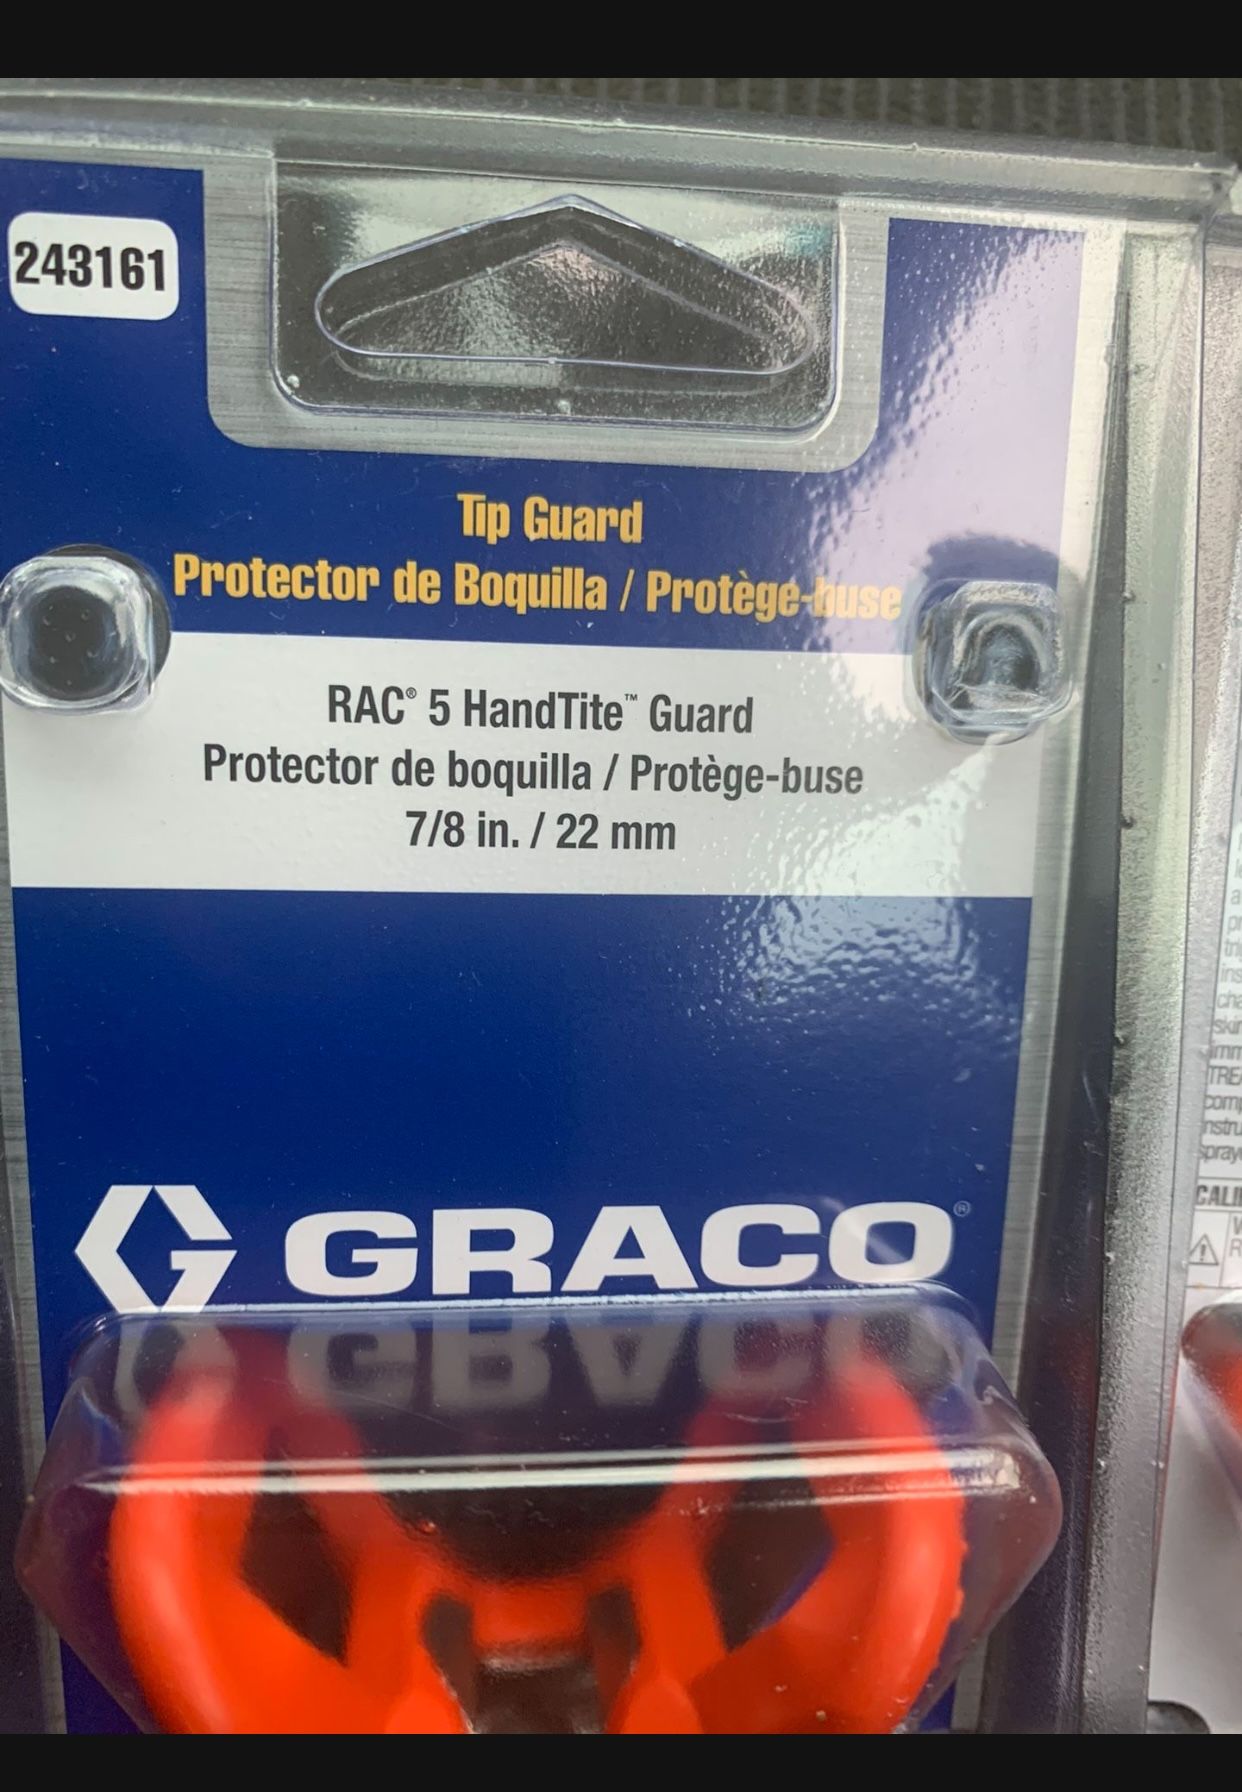 243161
Tip Guard
Protector de Boquilla / Protège-buse
RAC® 5 HandTite™ Guard
Protector de boquilla / Protège-buse
7/8 in. / 22 mm
GRACO®